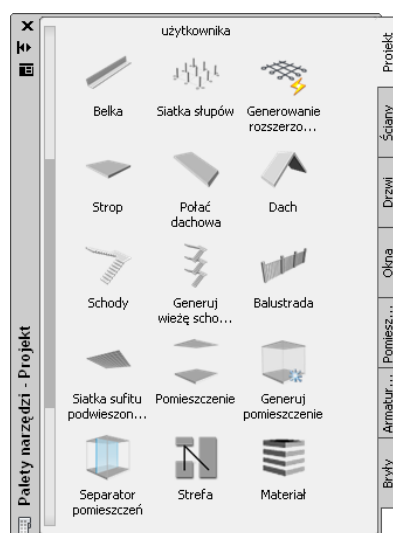 użytkownika
Belka
Siatka słupów
Generowanie
rozszerzo...
Strop
Połać
dachowa
Dach
Schody
Generuj
wieżę scho...
Balustrada
Siatka sufitu
podwieszon...
Pomieszczenie
Generuj
pomieszczenie
Separator
pomieszczeń
Strefa
Materiał
Palety narzędzi - Projekt
Projekt
Ściany
Drzwi
Okna
Pomiesz...
Armatur...
Bryły